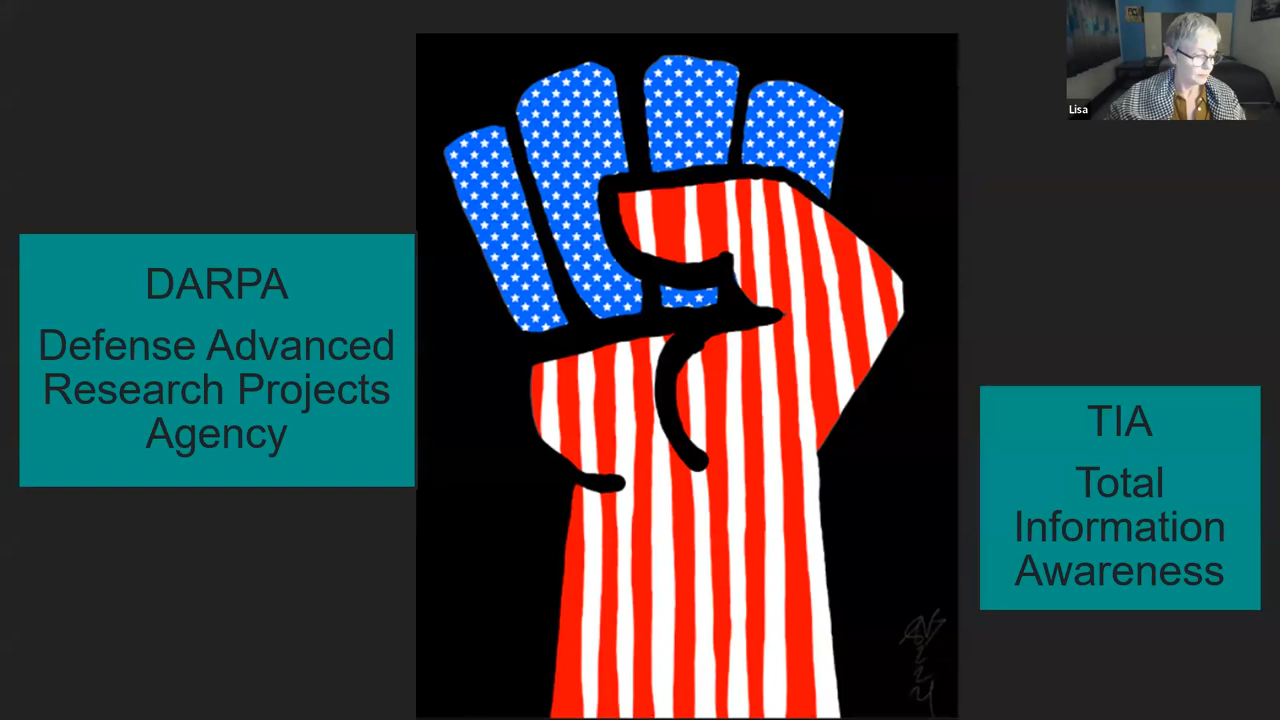 Lisa
DARPA
Defense Advanced
Research Projects
Agency
TIA
Total
Information
Awareness